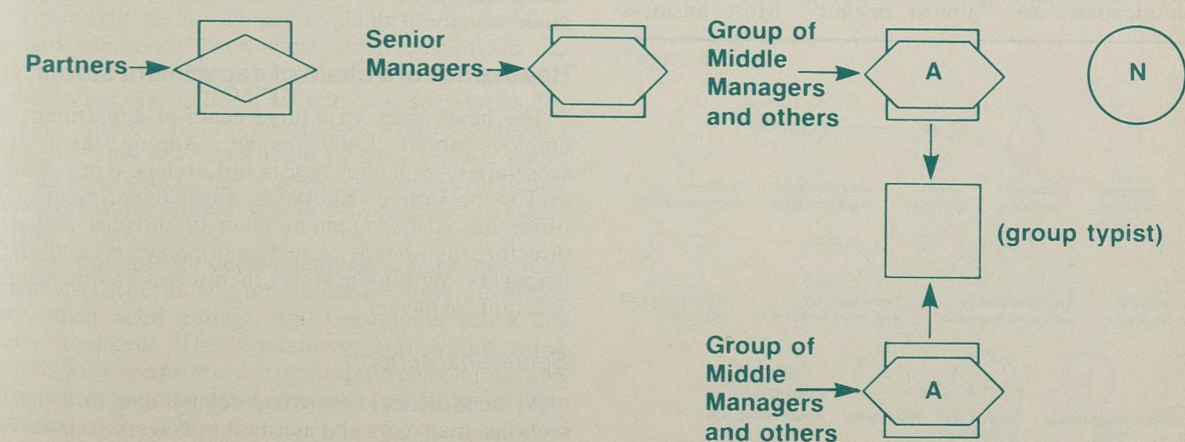 Partners
Senior
Managers
Group of
Middle
Managers
and others
A
N
(group typist)
Group of
Middle
Managers
and others
A